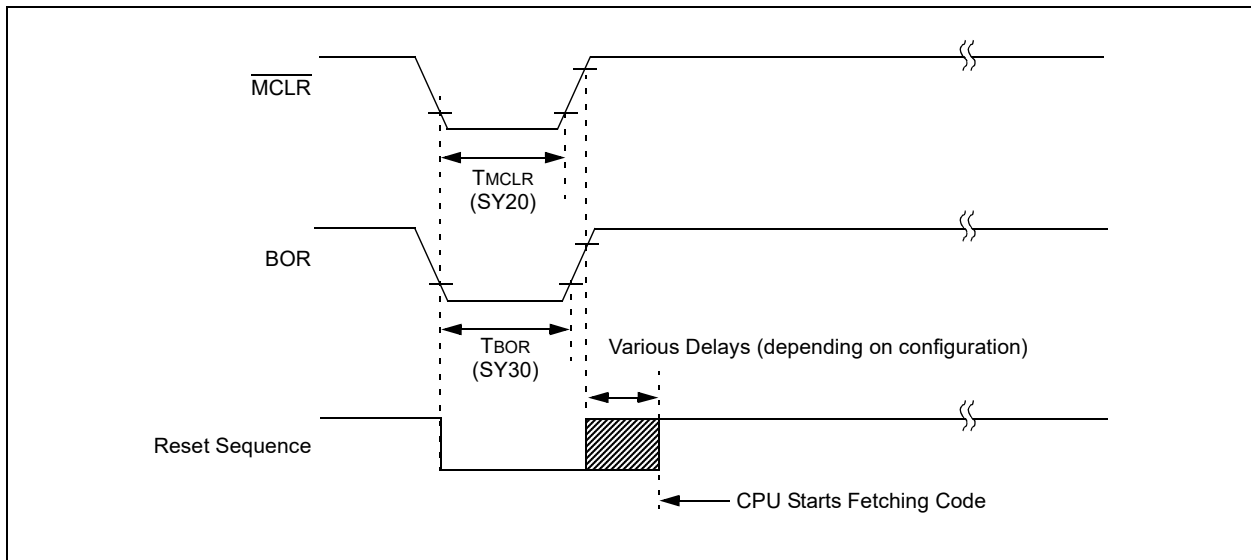 MCLR
TMCLR
(SY20)
BOR
TBOR
(SY30)
Various Delays (depending on configuration)
Reset Sequence
CPU Starts Fetching Code